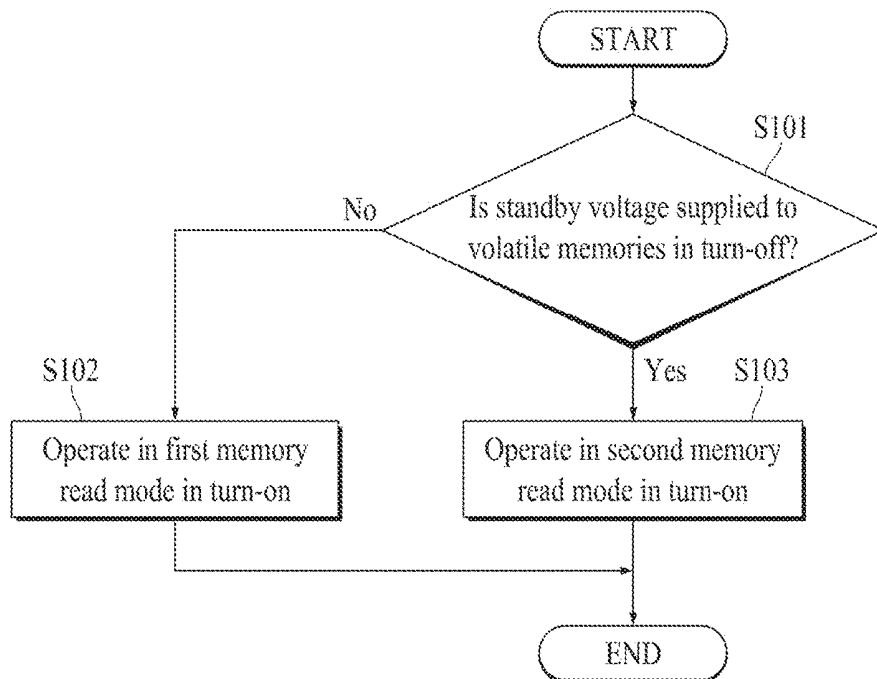 START
S101
Is standby voltage supplied to
volatile memories in turn-off?
No
Yes
S102
Operate in first memory
read mode in turn-on
S103
Operate in second memory
read mode in turn-on
END